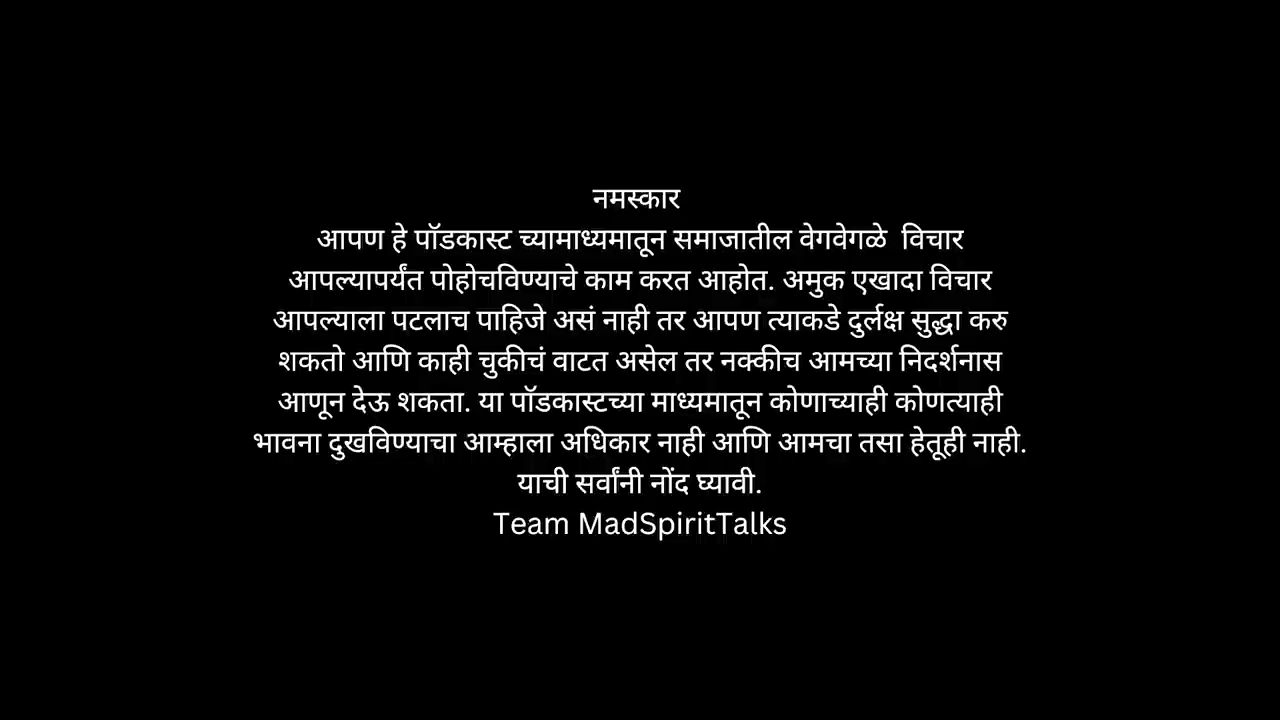 नमस्कार
आपण हे पॉडकास्ट च्यामाध्यमातून समाजातील वेगवेगळे  विचार
आपल्यापर्यंत पोहोचविण्याचे काम करत आहोत. अमुक एखादा विचार
आपल्याला पटलाच पाहिजे असं नाही तर आपण त्याकडे दुर्लक्ष सुद्धा करु
शकतो आणि काही चुकीचं वाटत असेल तर नक्कीच आमच्या निदर्शनास
आणून देऊ शकता. या पॉडकास्टच्या माध्यमातून कोणाच्याही कोणत्याही
भावना दुखविण्याचा आम्हाला अधिकार नाही आणि आमचा तसा हेतूही नाही.
याची सर्वांनी नोंद घ्यावी.
Team MadSpiritTalks